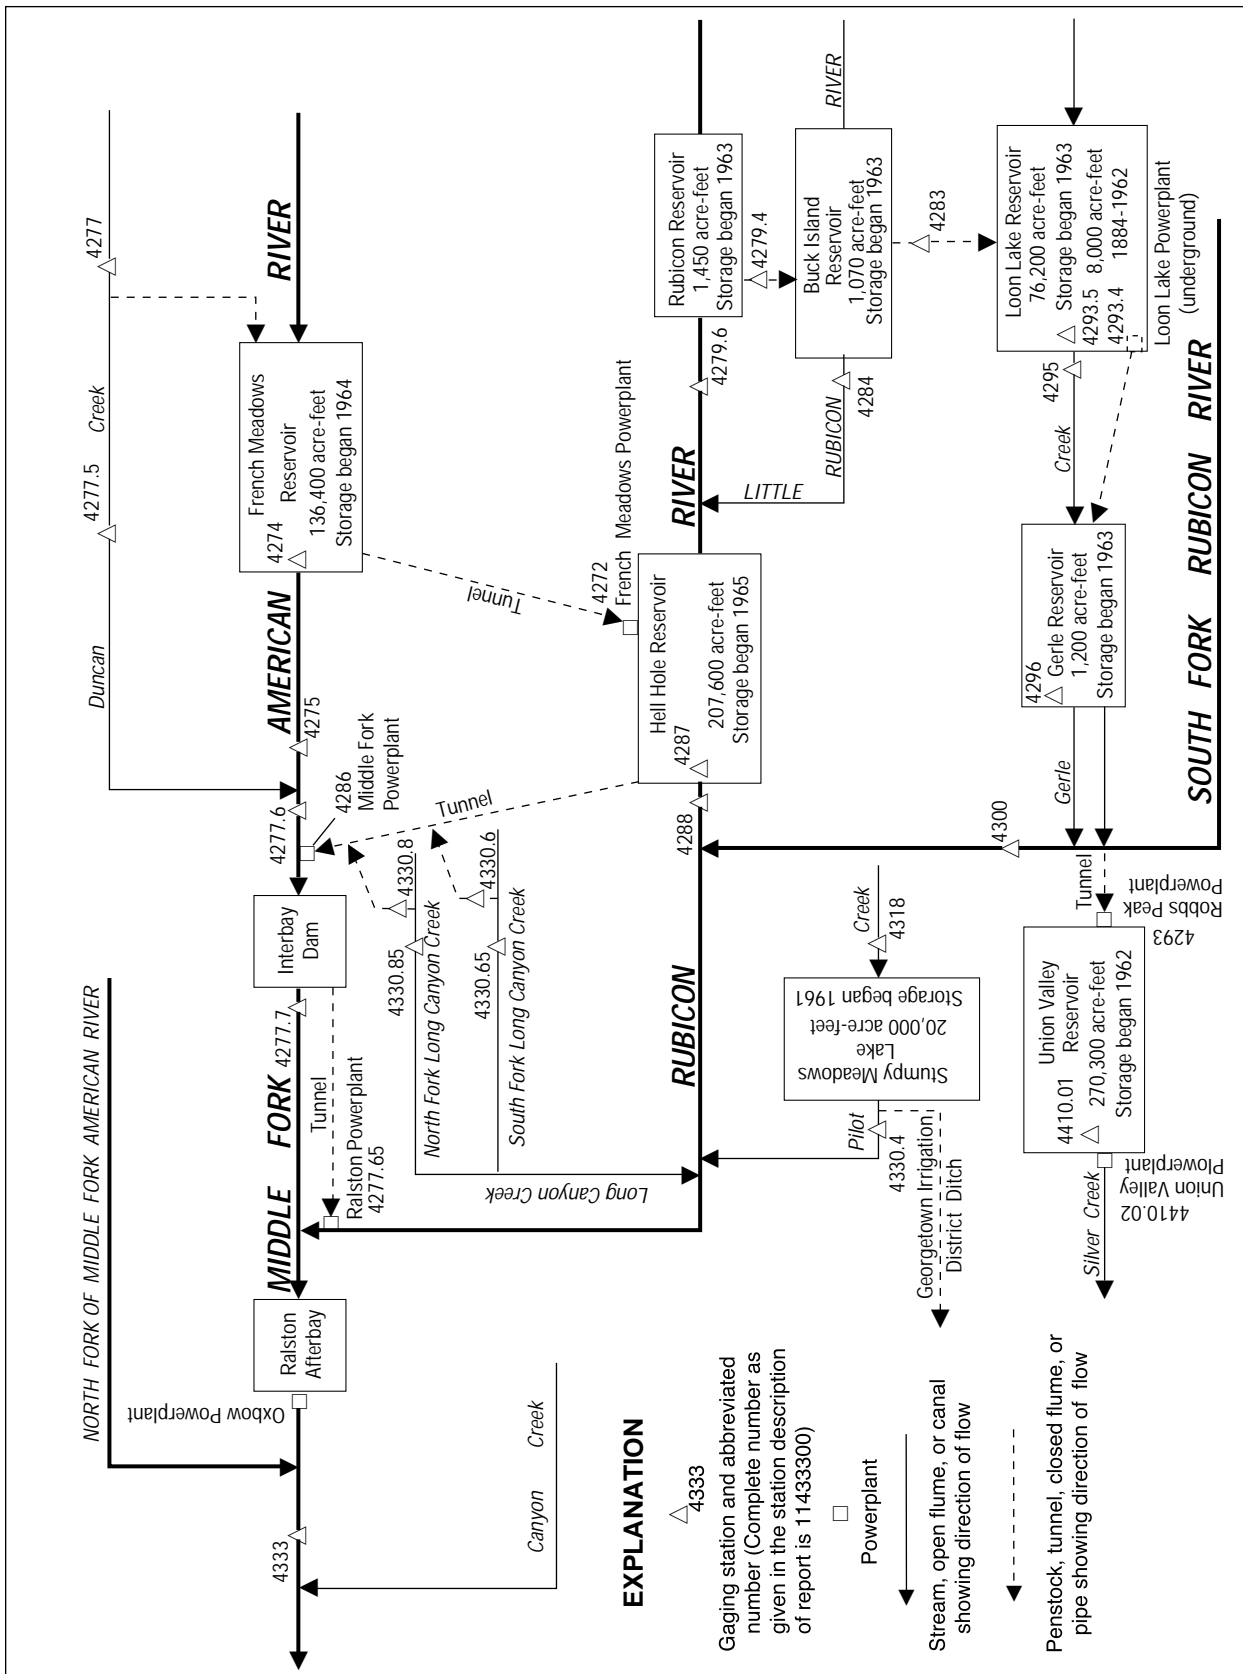 NORTH FORK OF MIDDLE FORK AMERICAN RIVER
4333
Canyon Creek
Oxbow Powerplant
Ralston
Afterbay
MIDDLE FORK AMERICAN RIVER
4277.7
Tunnel
Ralston Powerplant
4277.65
Interbay
Dam
4277.6
4286
Middle Fork
Powerplant
4275
Duncan Creek
4277.5
4277
French Meadows
Reservoir
4274
136,400 acre-feet
Storage began 1964
Tunnel
Tunnel
4330.8
4330.85
North Fork Long Canyon Creek
4330.6
4330.65
South Fork Long Canyon Creek
Long Canyon Creek
4272
French Meadows Powerplant
RUBICON RIVER
4288
Hell Hole Reservoir
4287
207,600 acre-feet
Storage began 1965
4279.6
Rubicon Reservoir
1,450 acre-feet
Storage began 1963
4279.4
LITTLE RUBICON RIVER
4284
Buck Island
Reservoir
1,070 acre-feet
Storage began 1963
4283
Pilot Creek
4330.4
Stumpy Meadows
Lake
20,000 acre-feet
Storage began 1961
4318
Georgetown Irrigation
District Ditch
4300
Gerle Creek
4296
Gerle Reservoir
1,200 acre-feet
Storage began 1963
4295
Loon Lake Reservoir
76,200 acre-feet
Storage began 1963
4293.5 8,000 acre-feet
4293.4 1884-1962
Loon Lake Powerplant
(underground)
Silver Creek
4410.02
Union Valley
Plowerplant
Union Valley
4410.01 Reservoir
270,300 acre-feet
Storage began 1962
Tunnel
4293
Robbs Peak
Powerplant
SOUTH FORK RUBICON RIVER
EXPLANATION
4333
Gaging station and abbreviated
number (Complete number as
given in the station description
of report is 11433300)
Powerplant
Stream, open flume, or canal
showing direction of flow
Penstock, tunnel, closed flume, or
pipe showing direction of flow